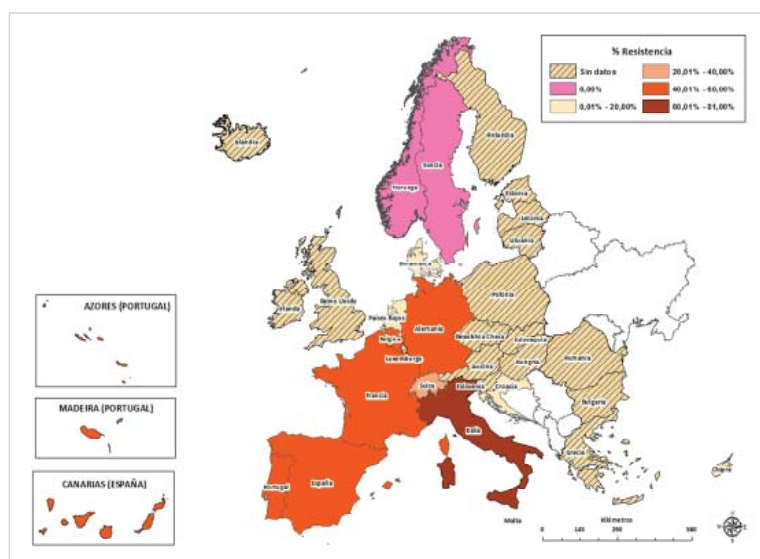 % Resistencia
Sin datos
0,00%
0,01% - 20,00%
20,01% - 40,00%
40,01% - 60,00%
60,01% - 81,00%
Islandia
Finlandia
Suecia
Noruega
Estonia
Letonia
Lituania
Dinamarca
Irlanda
Reino Unido
Países Bajos
Polonia
Alemania
Bélgica
Luxemburgo
República Checa
Eslovaquia
Austria
Hungría
Rumania
Francia
Suiza
Eslovenia
Croacia
Italia
Bulgaria
Portugal
España
Grecia
Chipre
Malta
AZORES (PORTUGAL)
MADEIRA (PORTUGAL)
CANARIAS (ESPAÑA)
Kilómetros
0 145 290 580